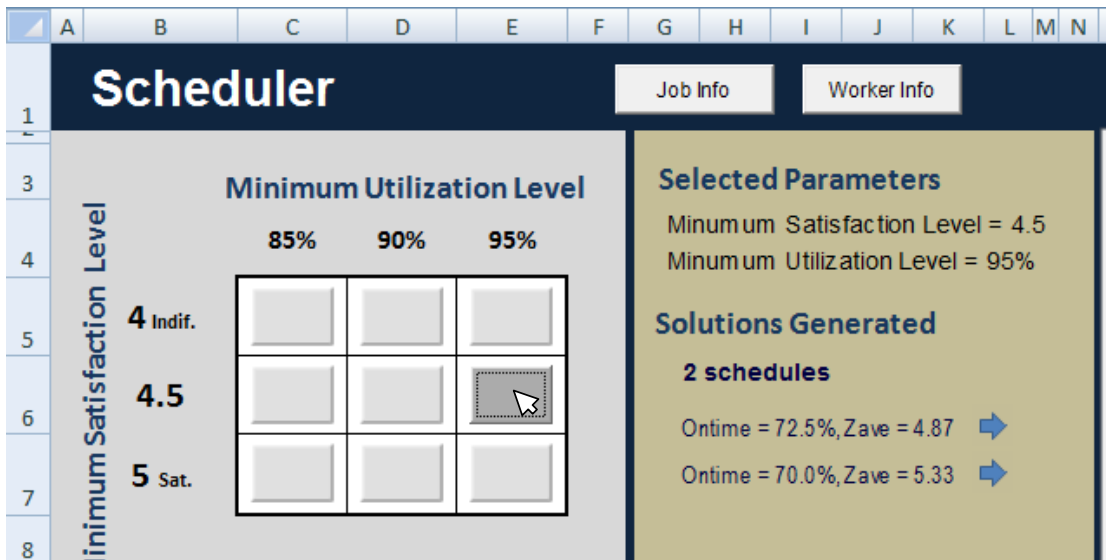 A B C D E F G H I J K L M N
1 Scheduler Job Info Worker Info
3 Minimum Utilization Level Selected Parameters
Minumum Satisfaction Level = 4.5
4 85% 90% 95% Minimum Utilization Level = 95%
5 4 Indif. Solutions Generated
2 schedules
6 4.5 Ontime = 72.5%, Zave = 4.87
7 5 Sat. Ontime = 70.0%, Zave = 5.33
8
Satisfaction Level